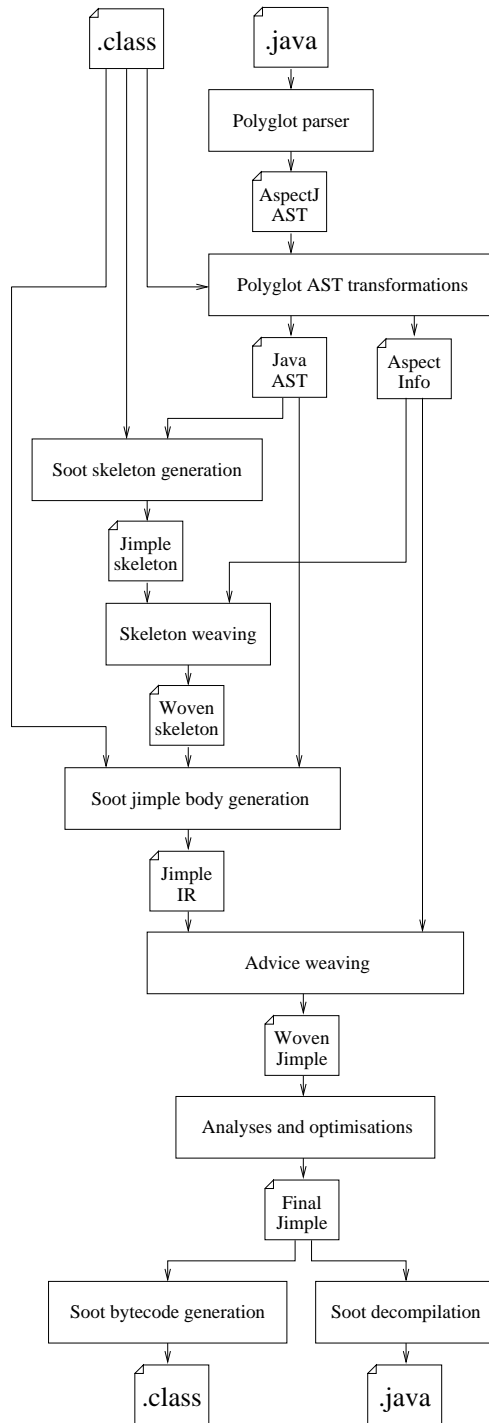 .class
.java
Polyglot parser
AspectJ
AST
Polyglot AST transformations
Java
AST
Aspect
Info
Soot skeleton generation
Jimple
skeleton
Skeleton weaving
Woven
skeleton
Soot jimple body generation
Jimple
IR
Advice weaving
Woven
Jimple
Analyses and optimisations
Final
Jimple
Soot bytecode generation
Soot decompilation
.class
.java